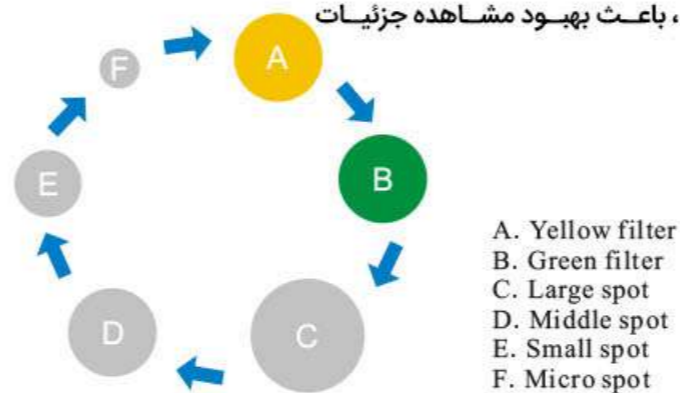 ، باعث بهبود مشاهده جزئیات
F
A
E
B
D
C
A. Yellow filter
B. Green filter
C. Large spot
D. Middle spot
E. Small spot
F. Micro spot